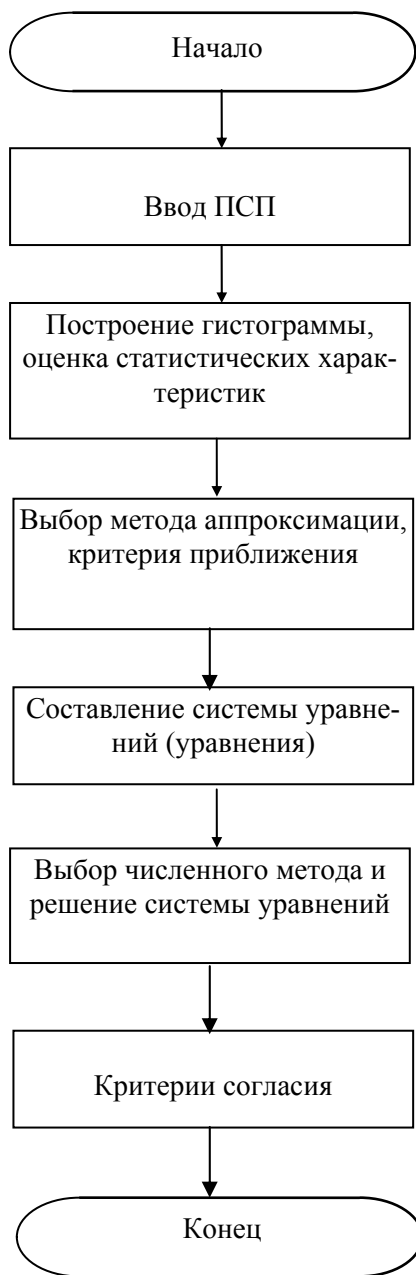 Начало
Ввод ПСП
Построение гистограммы,
оценка статистических харак-
теристик
Выбор метода аппроксимации,
критерия приближения
Составление системы уравне-
ний (уравнения)
Выбор численного метода и
решение системы уравнений
Критерии согласия
Конец